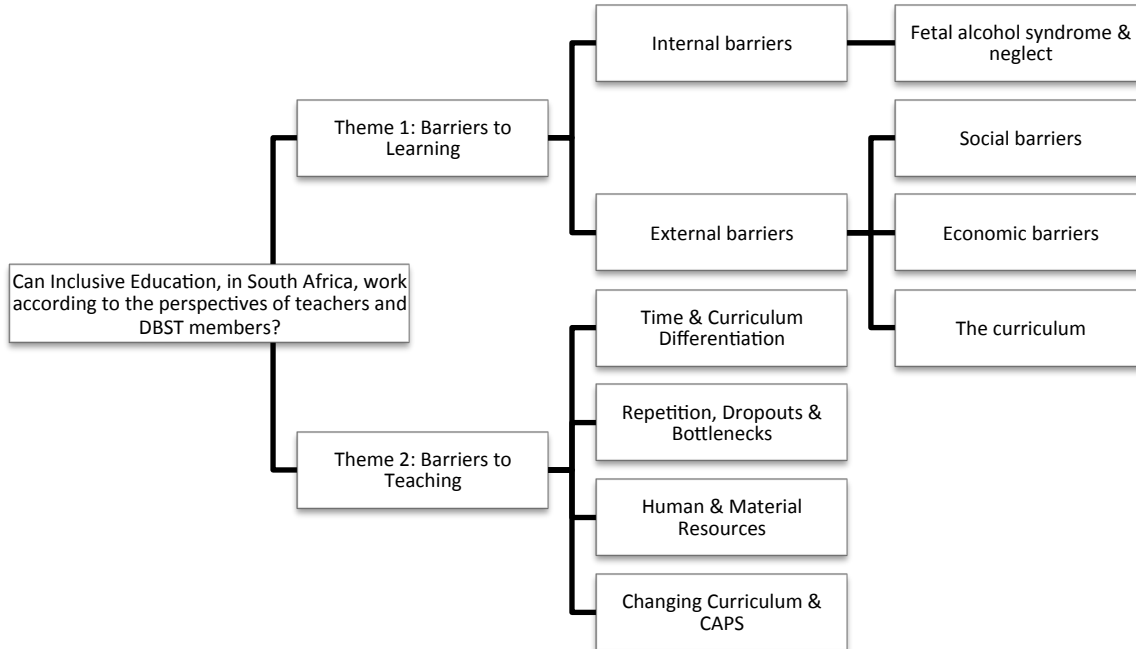 Can Inclusive Education, in South Africa, work
according to the perspectives of teachers and
DBST members?
Theme 1: Barriers to
Learning
Internal barriers
Fetal alcohol syndrome &
neglect
External barriers
Social barriers
Economic barriers
The curriculum
Theme 2: Barriers to
Teaching
Time & Curriculum
Differentiation
Repetition, Dropouts &
Bottlenecks
Human & Material
Resources
Changing Curriculum &
CAPS